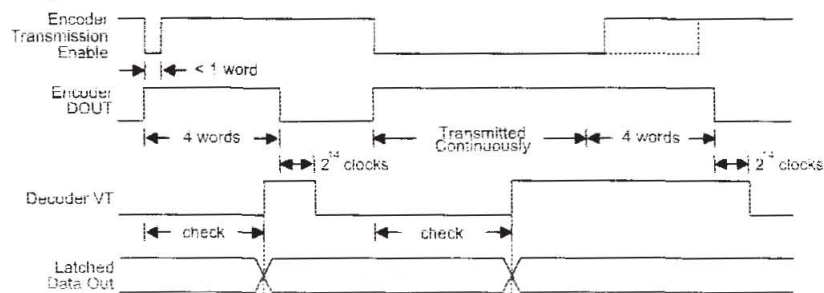 Encoder
Transmission
Enable
< 1 word
Encoder
DOUT
4 words
Transmitted
Continuously
4 words
2^14 clocks
2^14 clocks
Decoder VT
check
check
Latched
Data Out